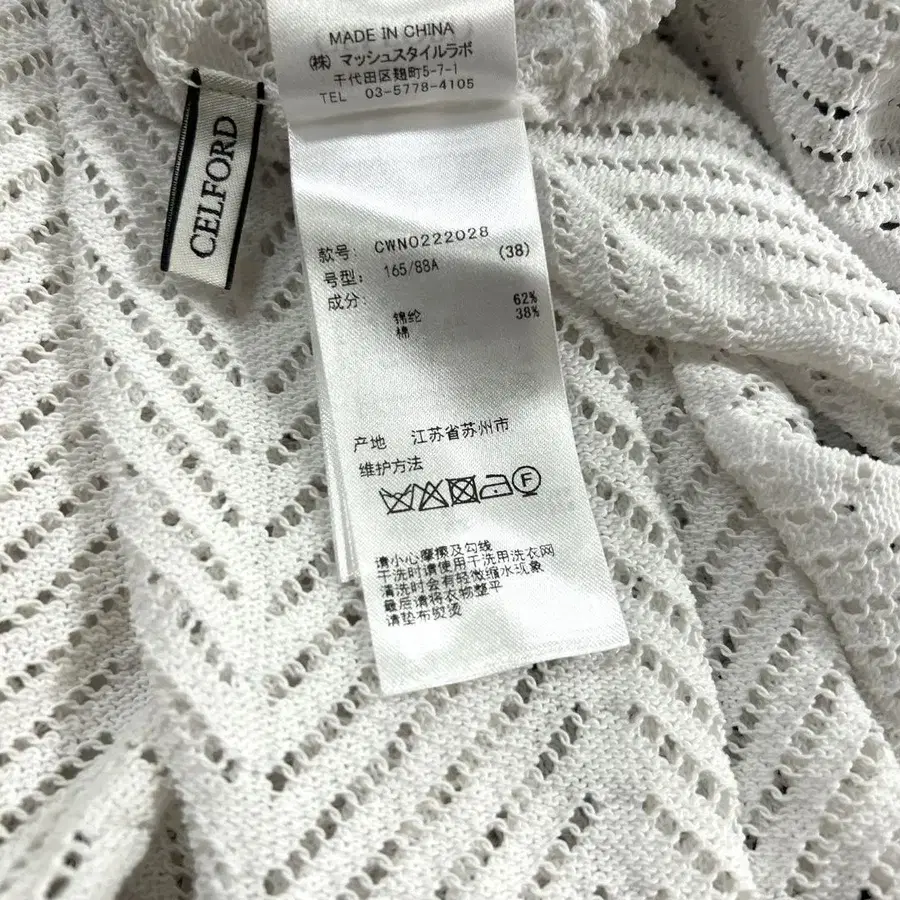 MADE IN CHINA
(株) マッシュスタイルラボ
千代田区麹町5-7-1
TEL 03-5778-4105
CELFORD
款号: CWNO222028
号型: 165/88A (38)
成分:
锦纶 62%
棉 38%
产地 江苏省苏州市
维护方法
F
请小心摩擦及勾线
干洗时请使用干洗用洗衣网
清洗时会有轻微缩水现象
最后请将衣物整平
请垫布熨烫